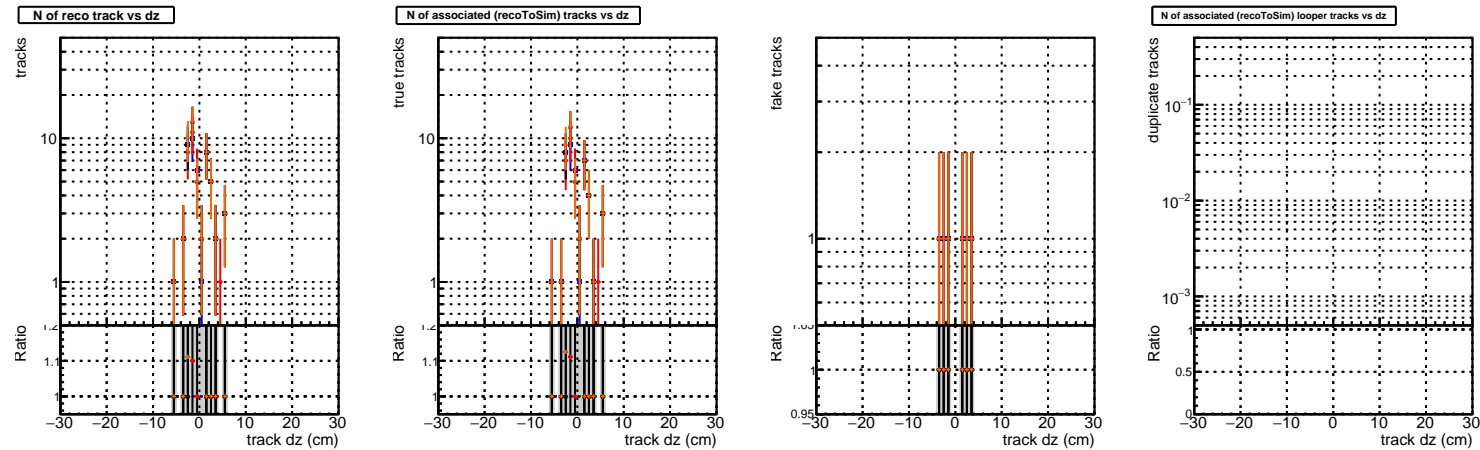 N of reco track vs dz
tracks
10
1
Ratio
1.2
1.1
1
−30 −20 −10 0 10 20 30
track dz (cm)
N of associated (recoToSim) tracks vs dz
true tracks
10
1
Ratio
1.2
1.1
1
−30 −20 −10 0 10 20 30
track dz (cm)
fake tracks
1
Ratio
1.05
1
0.95
−30 −20 −10 0 10 20 30
track dz (cm)
N of associated (recoToSim) looper tracks vs dz
duplicate tracks
10−1
10−2
10−3
Ratio
1
0.5
0
−30 −20 −10 0 10 20 30
track dz (cm)